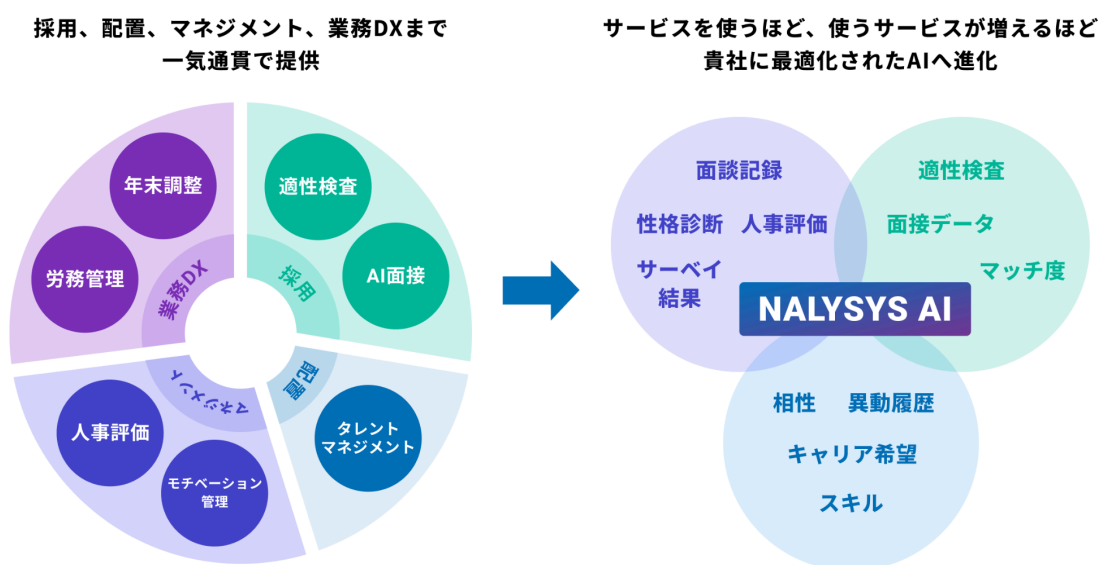 採用、配置、マネジメント、業務DXまで
一気通貫で提供
年末調整
労務管理
業務DX
適性検査
AI面接
採用
人事評価
モチベーション
管理
マネジメント
タレント
マネジメント
配置
サービスを使うほど、使うサービスが増えるほど
貴社に最適化されたAIへ進化
面談記録
性格診断 人事評価
サーベイ
結果
適性検査
面接データ
マッチ度
NALYSYS AI
相性 異動履歴
キャリア希望
スキル